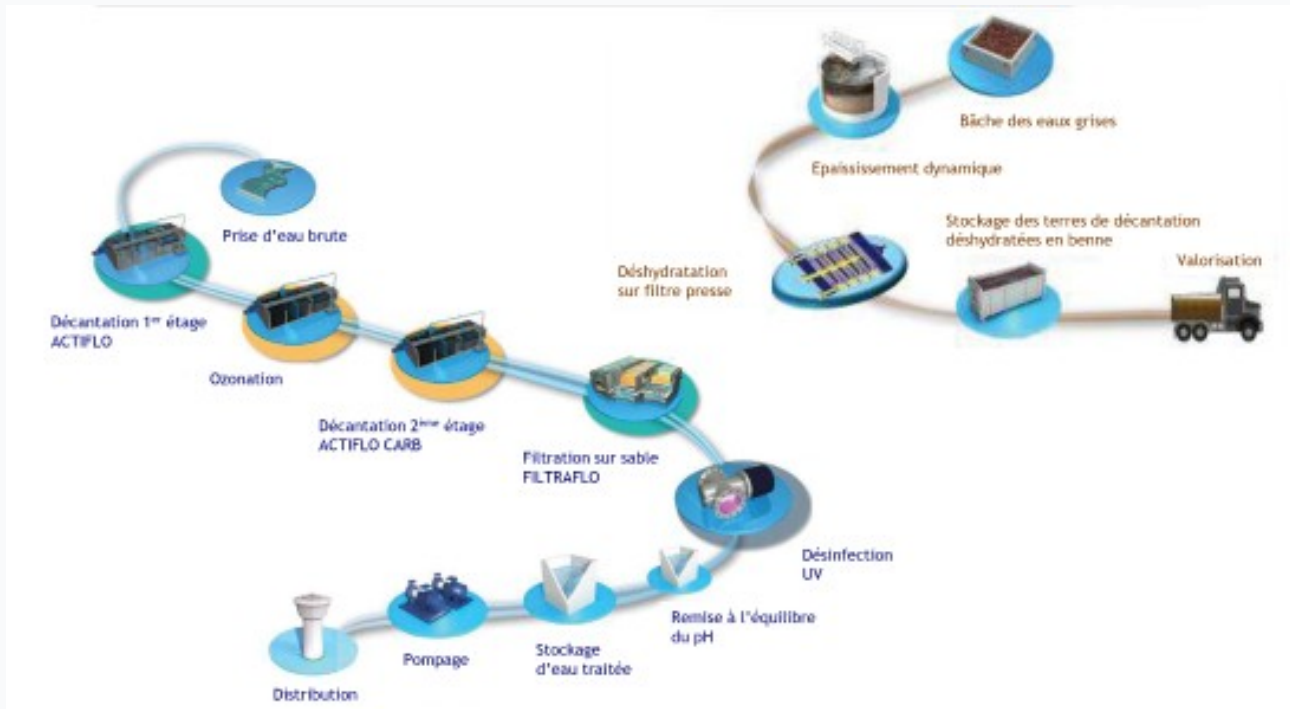 Prise d'eau brute
Décantation 1er étage
ACTIFLO
Ozonation
Décantation 2ième étage
ACTIFLO CARB
Filtration sur sable
FILTRAFLO
Désinfection
UV
Remise à l'équilibre
du pH
Stockage
d'eau traitée
Pompage
Distribution
Bâche des eaux grises
Epaississement dynamique
Déshydratation
sur filtre presse
Stockage des terres de décantation
déshydratées en benne
Valorisation